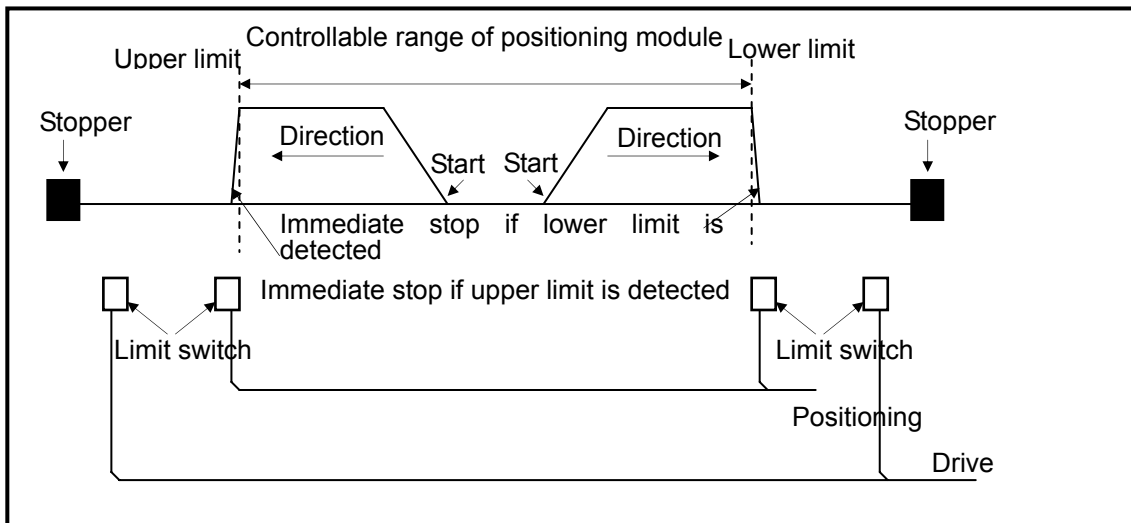 Controllable range of positioning module
Upper limit
Lower limit
Stopper
Direction
Start
Start
Direction
Stopper
Immediate stop if lower limit is
detected
Immediate stop if upper limit is detected
Limit switch
Limit switch
Positioning
Drive